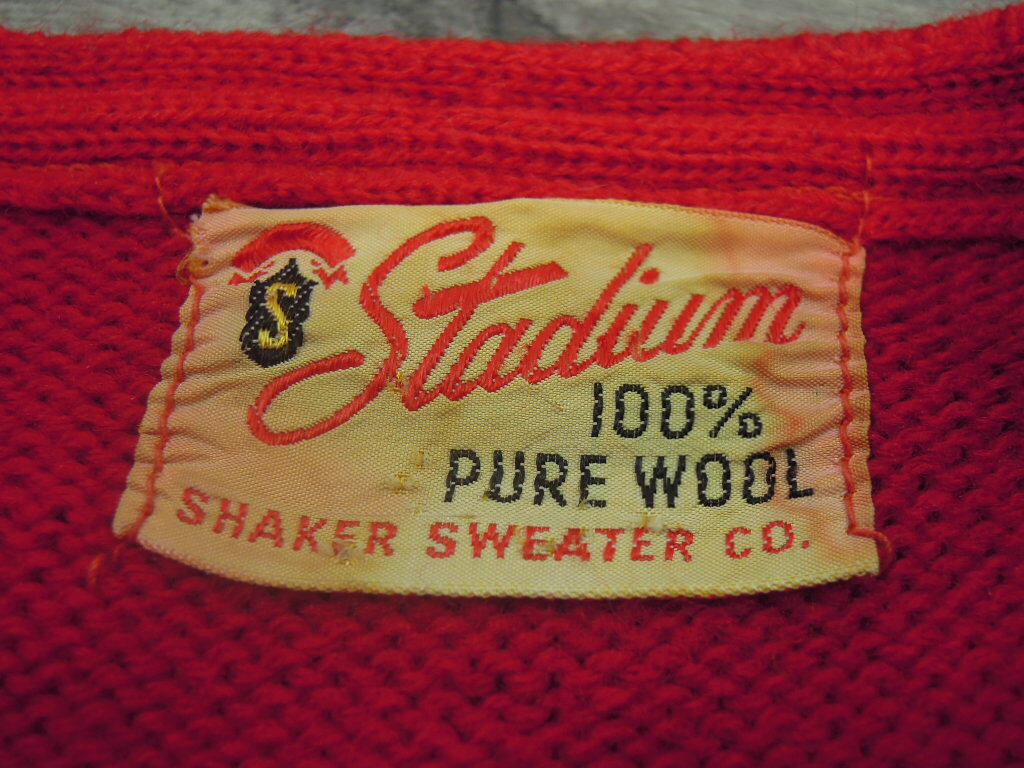 S
Stadium
100%
PURE WOOL
SHAKER SWEATER CO.